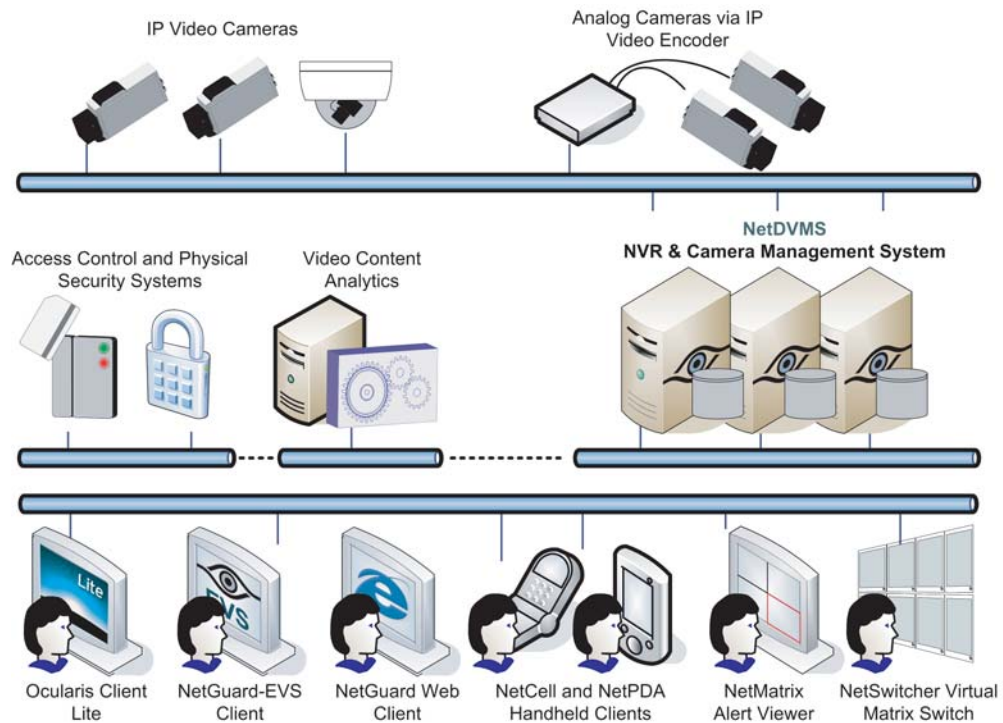 IP Video Cameras
Analog Cameras via IP
Video Encoder
NetDVMS
NVR & Camera Management System
Access Control and Physical
Security Systems
Video Content
Analytics
Lite
EVS
Ocularis Client
Lite
NetGuard-EVS
Client
NetGuard Web
Client
NetCell and NetPDA
Handheld Clients
NetMatrix
Alert Viewer
NetSwitcher Virtual
Matrix Switch